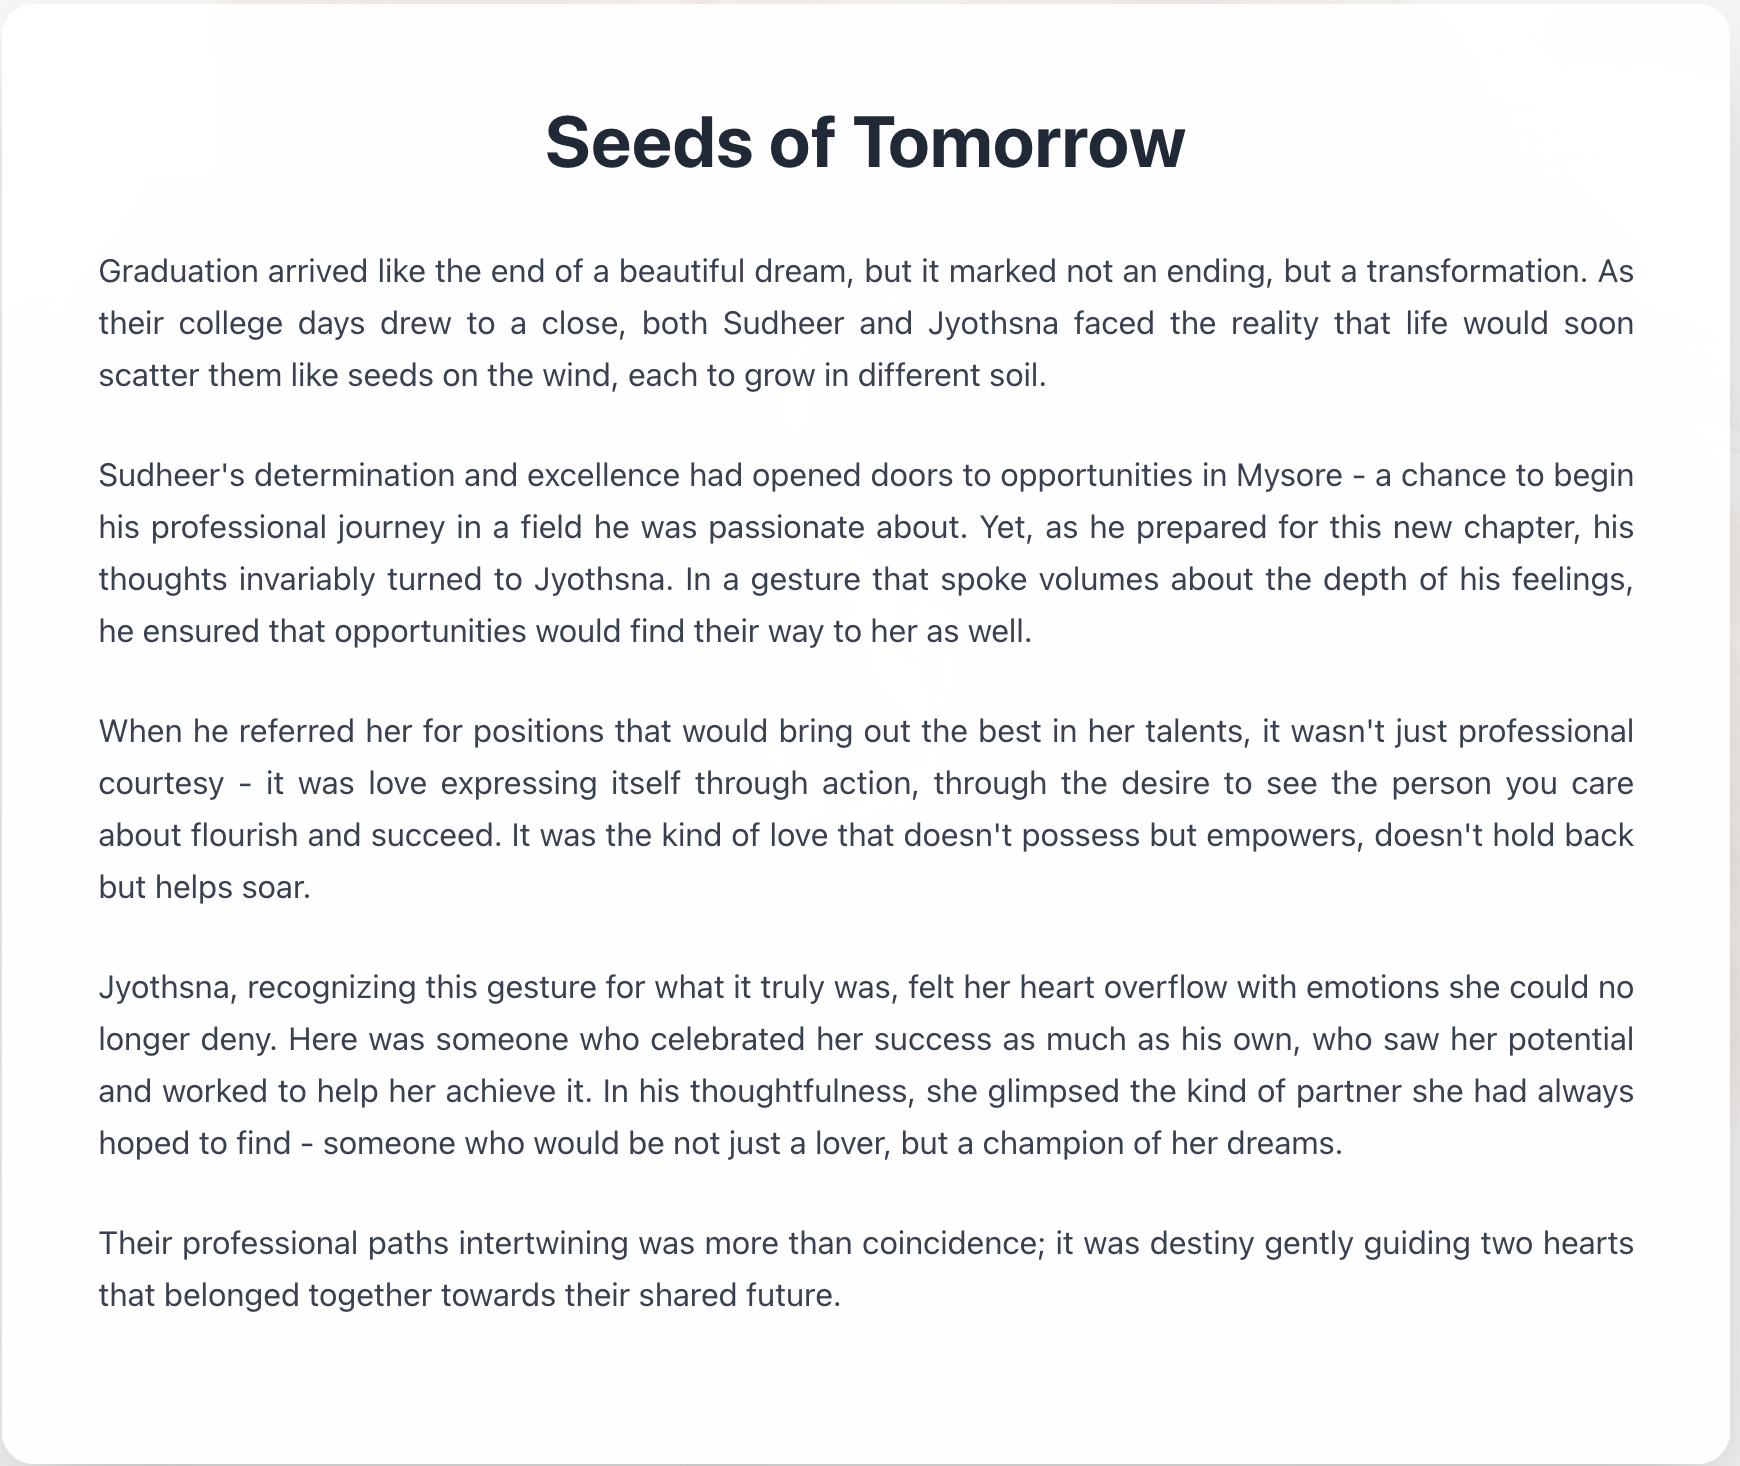 Seeds of Tomorrow
Graduation arrived like the end of a beautiful dream, but it marked not an ending, but a transformation. As
their college days drew to a close, both Sudheer and Jyothsna faced the reality that life would soon
scatter them like seeds on the wind, each to grow in different soil.
Sudheer's determination and excellence had opened doors to opportunities in Mysore - a chance to begin
his professional journey in a field he was passionate about. Yet, as he prepared for this new chapter, his
thoughts invariably turned to Jyothsna. In a gesture that spoke volumes about the depth of his feelings,
he ensured that opportunities would find their way to her as well.
When he referred her for positions that would bring out the best in her talents, it wasn't just professional
courtesy - it was love expressing itself through action, through the desire to see the person you care
about flourish and succeed. It was the kind of love that doesn't possess but empowers, doesn't hold back
but helps soar.
Jyothsna, recognizing this gesture for what it truly was, felt her heart overflow with emotions she could no
longer deny. Here was someone who celebrated her success as much as his own, who saw her potential
and worked to help her achieve it. In his thoughtfulness, she glimpsed the kind of partner she had always
hoped to find - someone who would be not just a lover, but a champion of her dreams.
Their professional paths intertwining was more than coincidence; it was destiny gently guiding two hearts
that belonged together towards their shared future.